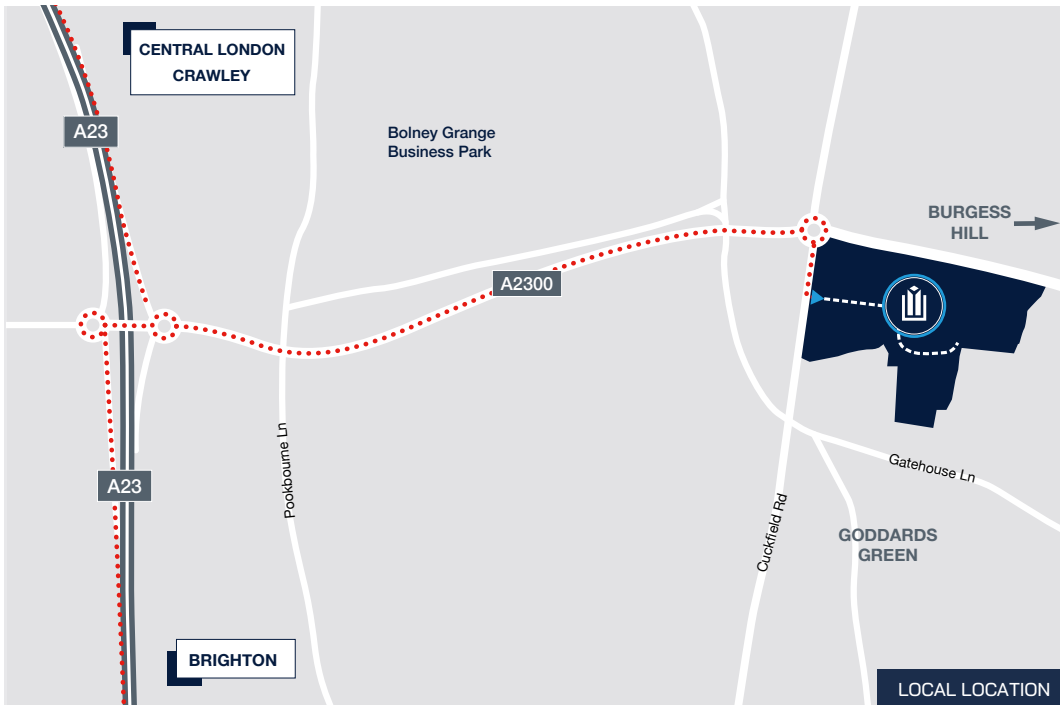 CENTRAL LONDON
CRAWLEY
A23
Bolney Grange
Business Park
BURGESS
HILL
A2300
Pookbourne Ln
Gatehouse Ln
A23
Cuckfield Rd
GODDARDS
GREEN
BRIGHTON
LOCAL LOCATION